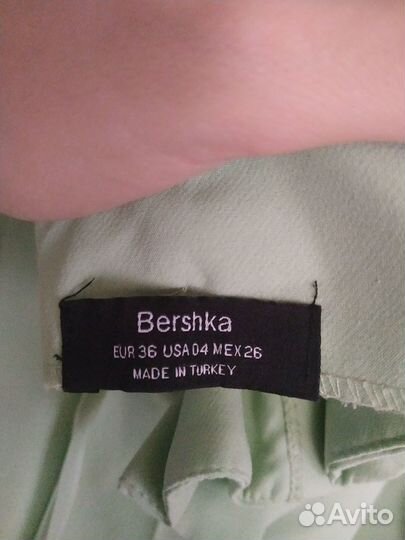 Bershka
EUR 36 USA 04 MEX 26
MADE IN TURKEY
Avito